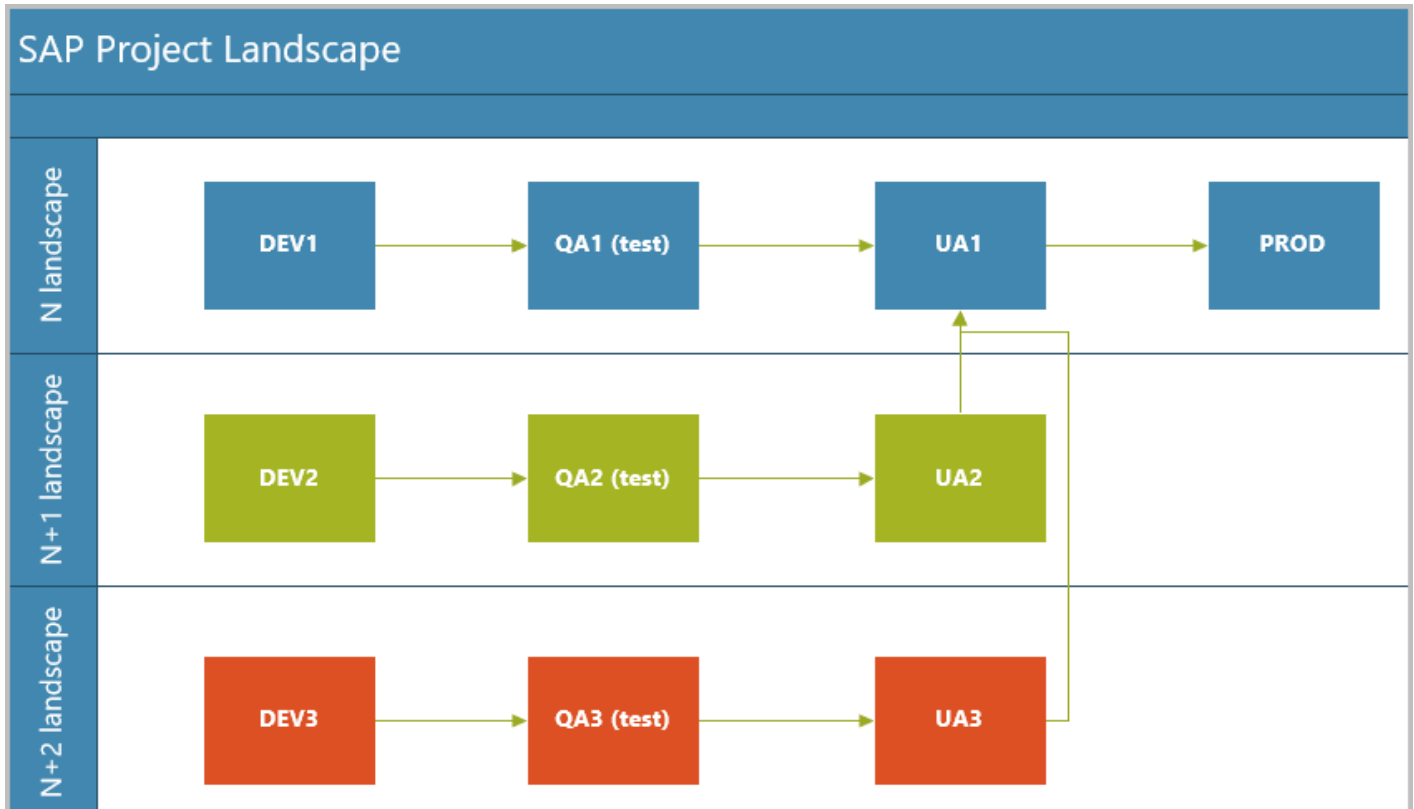 SAP Project Landscape
N landscape
DEV1
QA1 (test)
UA1
PROD
N+1 landscape
DEV2
QA2 (test)
UA2
N+2 landscape
DEV3
QA3 (test)
UA3